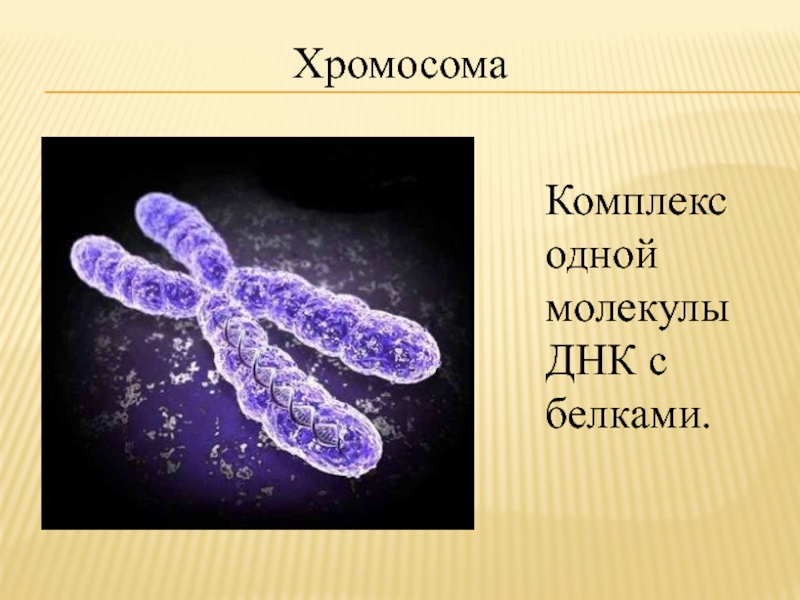 Хромосома
Комплекс
одной
молекулы
ДНК с
белками.